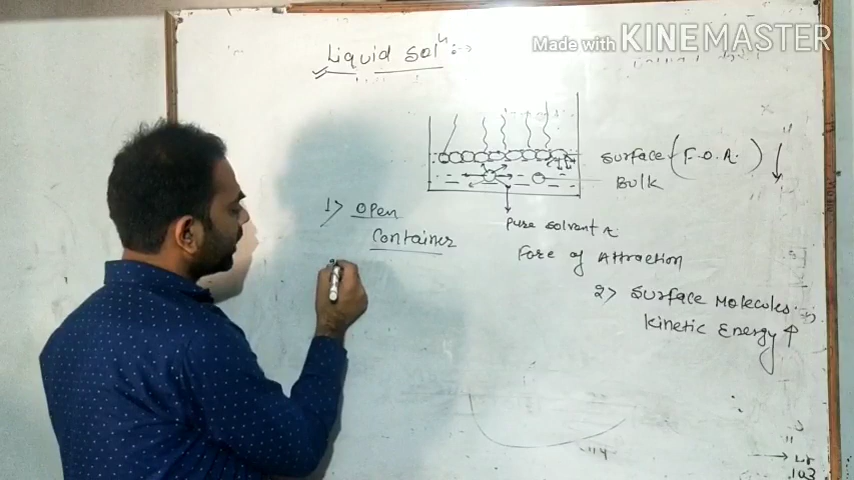 Made with KINEMASTER
Liquid solⁿ :-
Surface (F.O.A.) ↓
Bulk
1> Open
Container
Pure solvent A
Force of Attraction
2> Surface Molecules
Kinetic Energy ↑